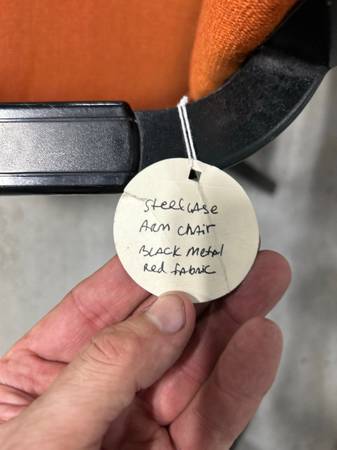 Steelcase
Arm Chair
Black Metal
Red Fabric